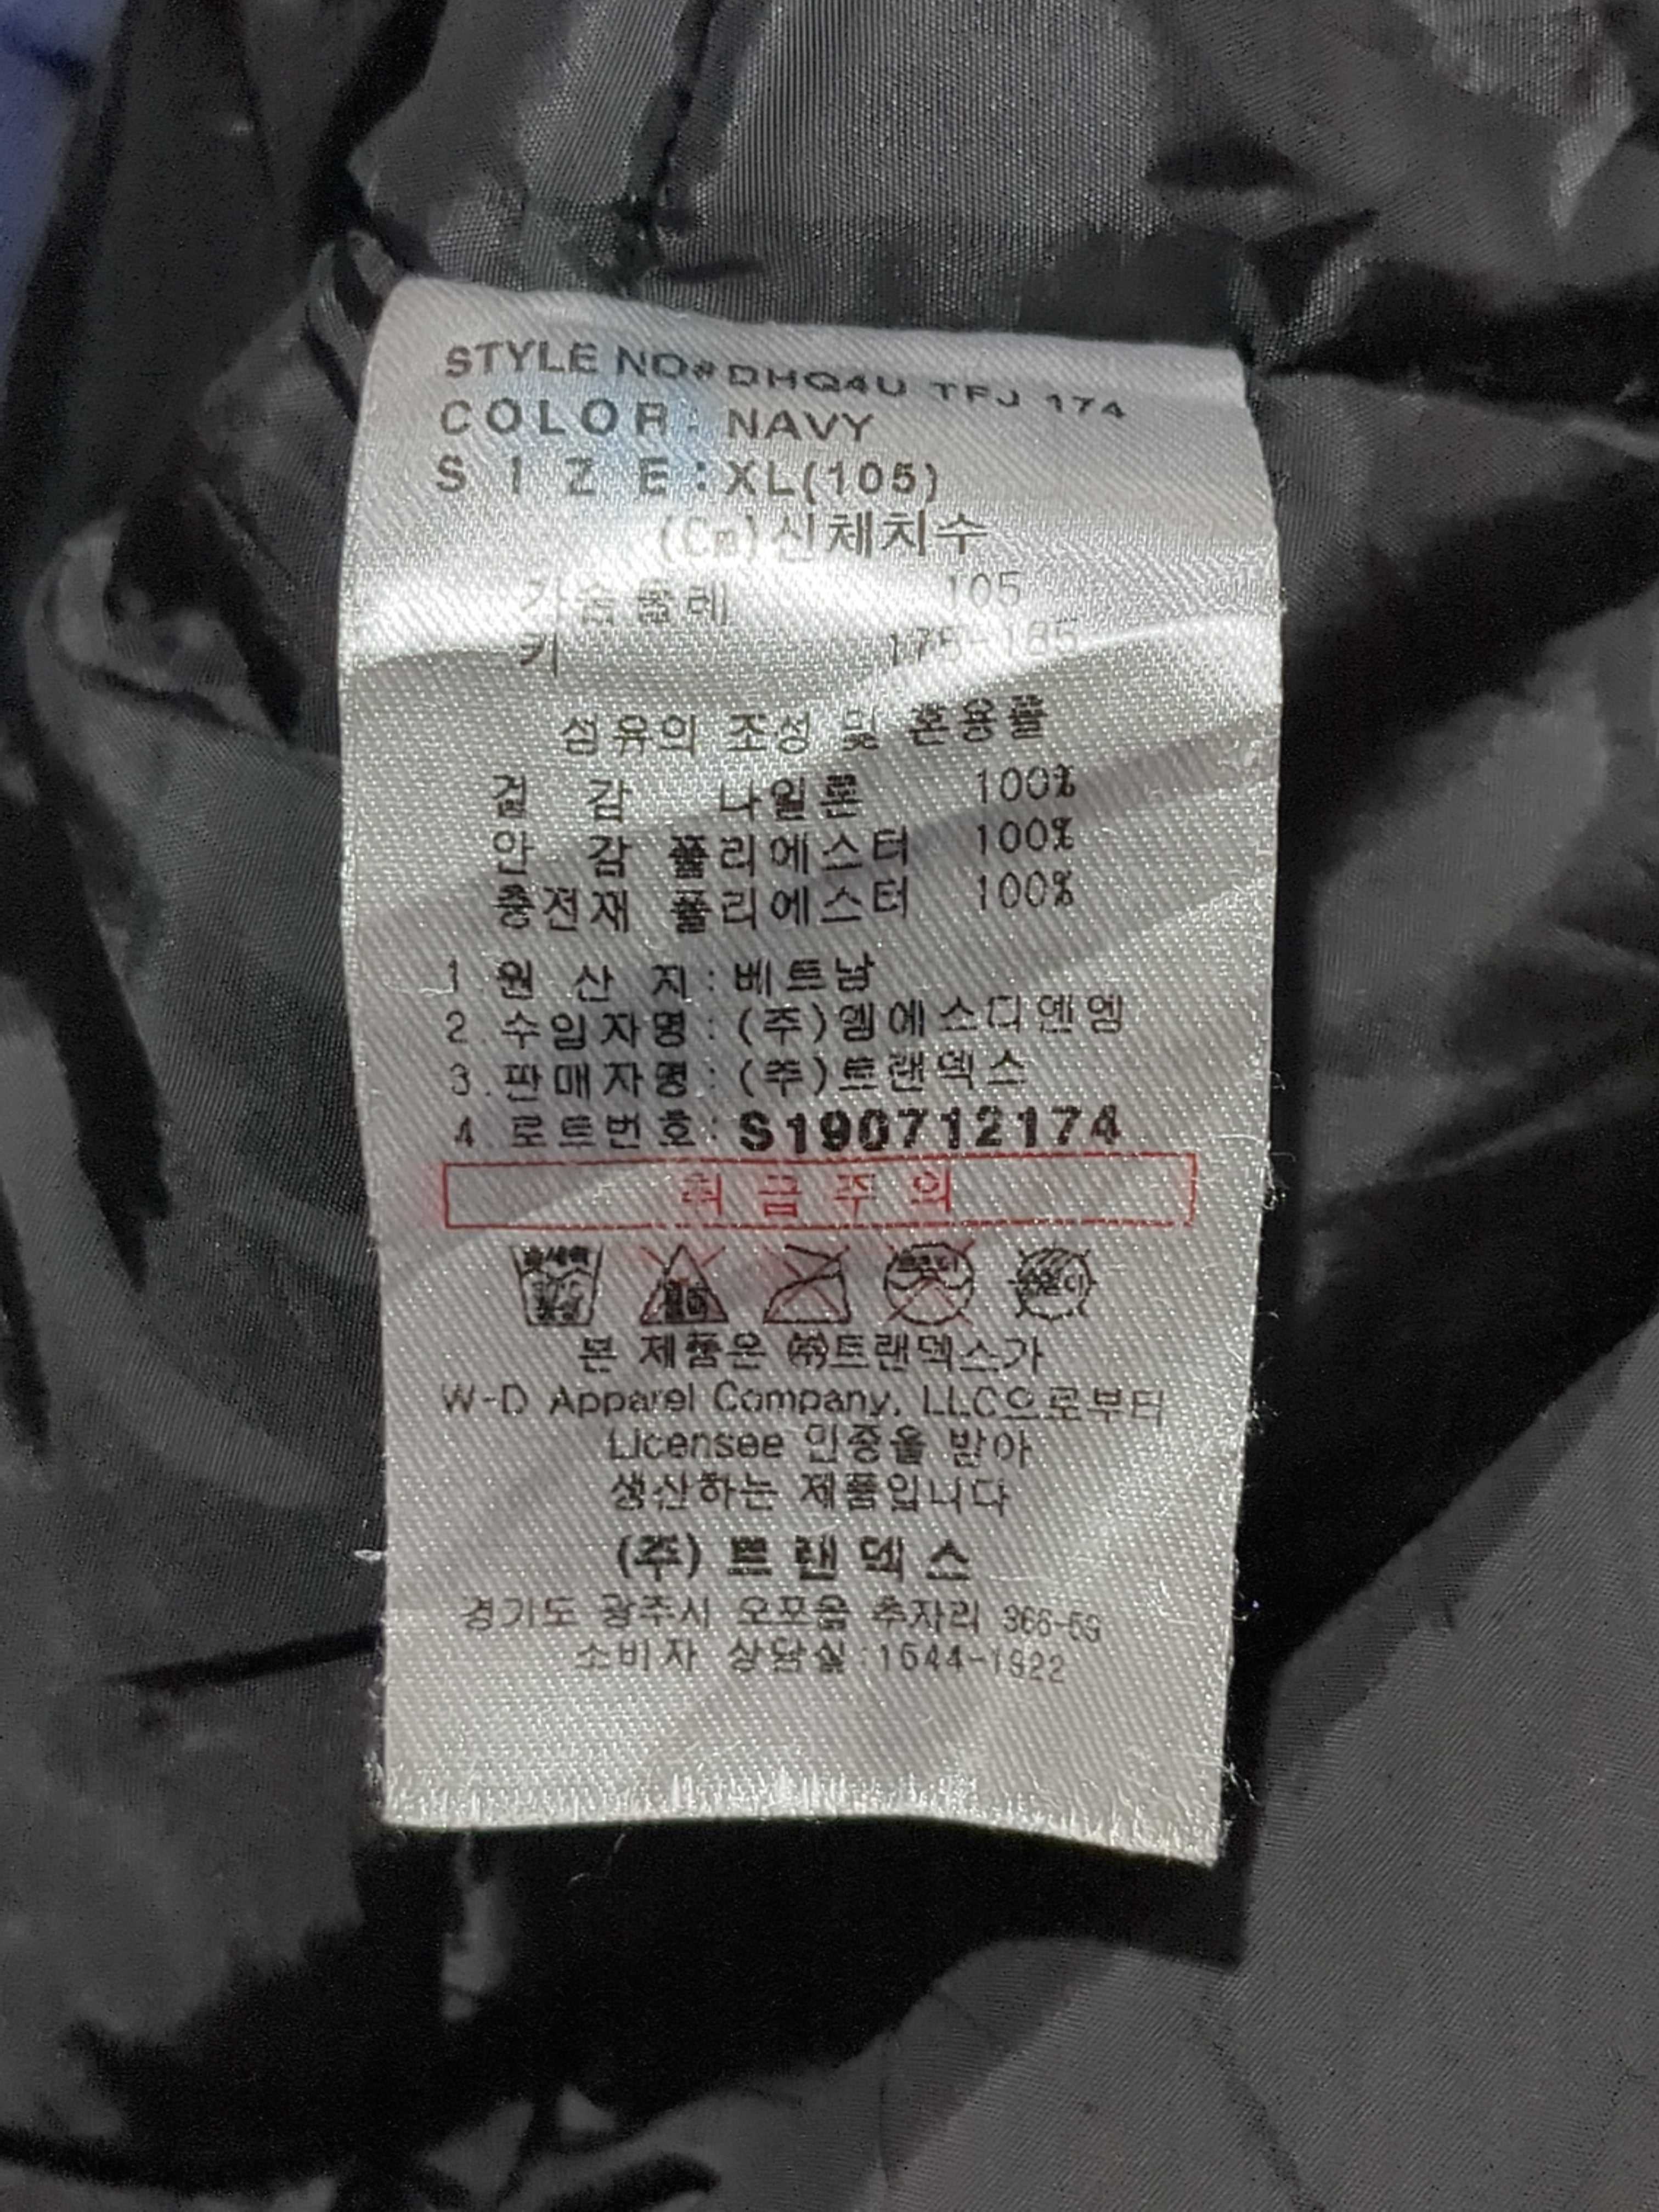 STYLE NO#DHQ4U TFJ 174
COLOR: NAVY
SIZE: XL(105)
(Cm)신체치수
가슴둘레 105
키 175-185
섬유의 조성 및 혼용률
겉 감 나일론 100%
안 감 폴리에스터 100%
충전재 폴리에스터 100%
1. 원 산 지 : 베트남
2. 수입자명 : (주)엠에스디앤엠
3. 판매자명 : (주)트랜덱스
4. 로트번호 : S190712174
취 급 주 의
본 제품은 ㈜트랜덱스가
W-D Apparel Company, LLC으로부터
Licensee 인증을 받아
생산하는 제품입니다
(주) 트 랜 덱 스
경기도 광주시 오포읍 추자리 366-59
소비자 상담실:1644-1922